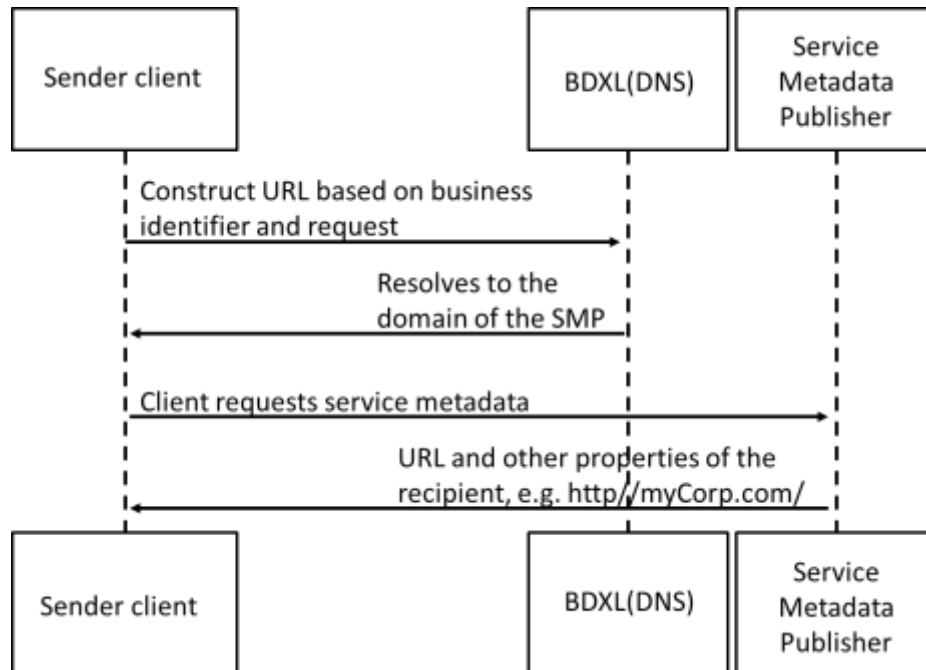 Sender client
BDXL(DNS)
Service
Metadata
Publisher
Construct URL based on business
identifier and request
Resolves to the
domain of the SMP
Client requests service metadata
URL and other properties of the
recipient, e.g. http//myCorp.com/
Sender client
BDXL(DNS)
Service
Metadata
Publisher